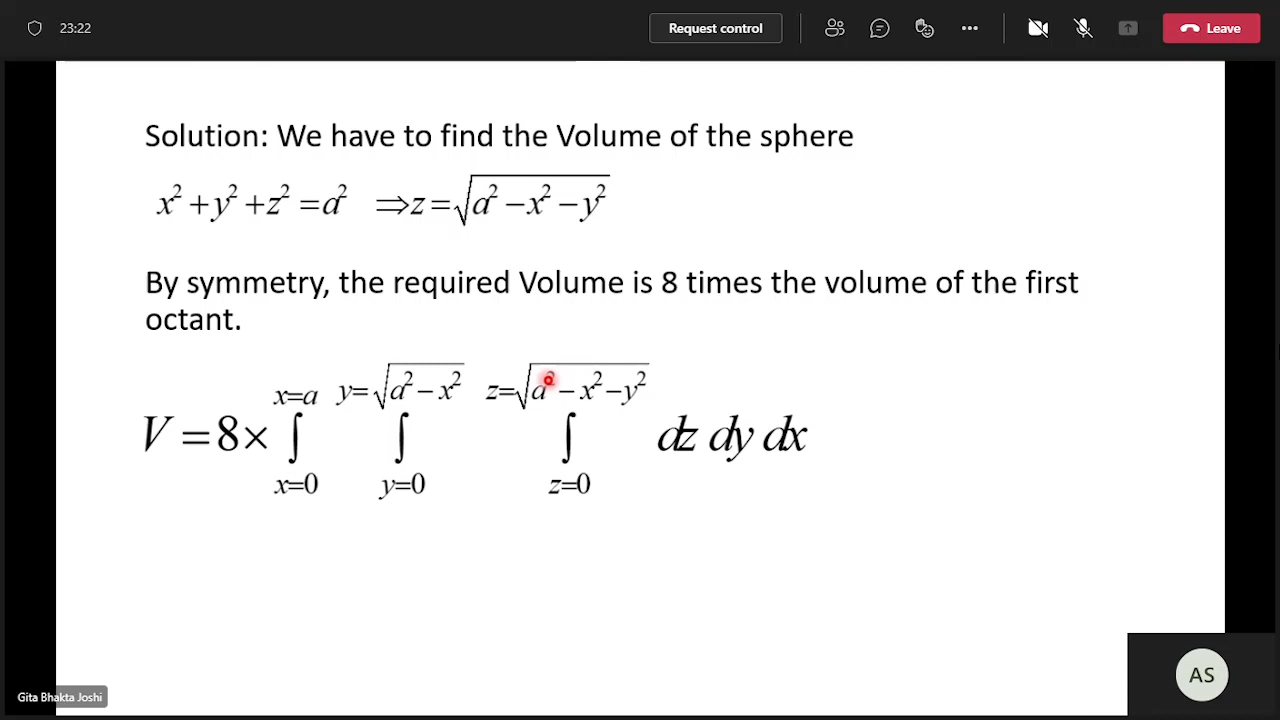 23:22
Request control
Leave
Solution: We have to find the Volume of the sphere
x² + y² + z² = a² ⇒ z = √(a² − x² − y²)
By symmetry, the required Volume is 8 times the volume of the first
octant.
x=a y=√(a² − x²) z=√(a² − x² − y²)
V = 8× ∫ ∫ ∫ dz dy dx
x=0 y=0 z=0
AS
Gita Bhakta Joshi